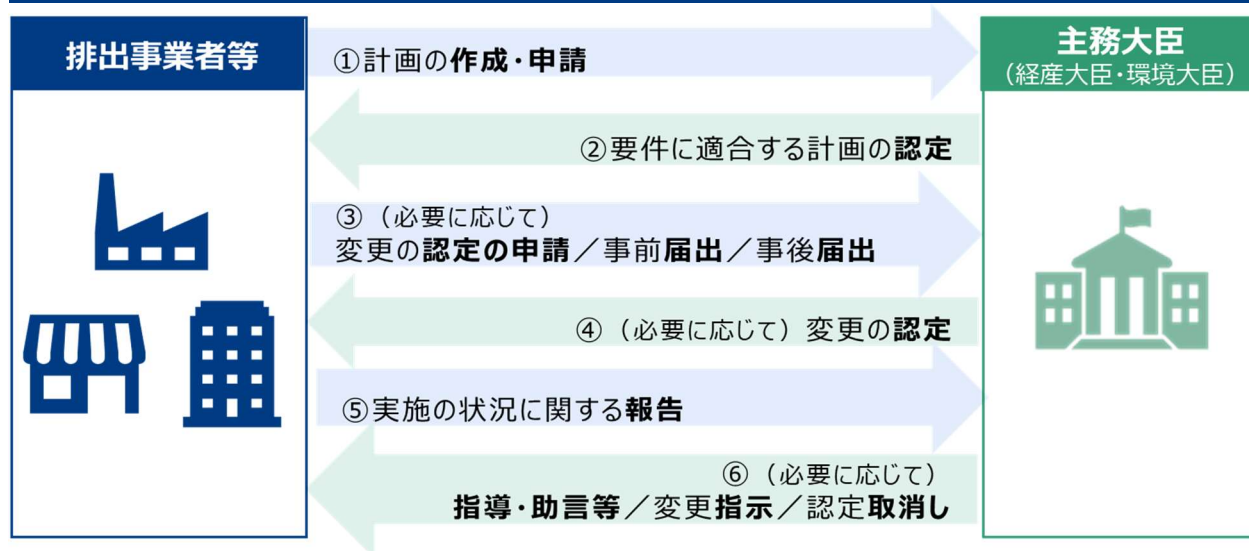 排出事業者等
主務大臣
（経産大臣・環境大臣）
①計画の作成・申請
②要件に適合する計画の認定
③（必要に応じて）
変更の認定の申請／事前届出／事後届出
④（必要に応じて）変更の認定
⑤実施の状況に関する報告
⑥（必要に応じて）
指導・助言等／変更指示／認定取消し